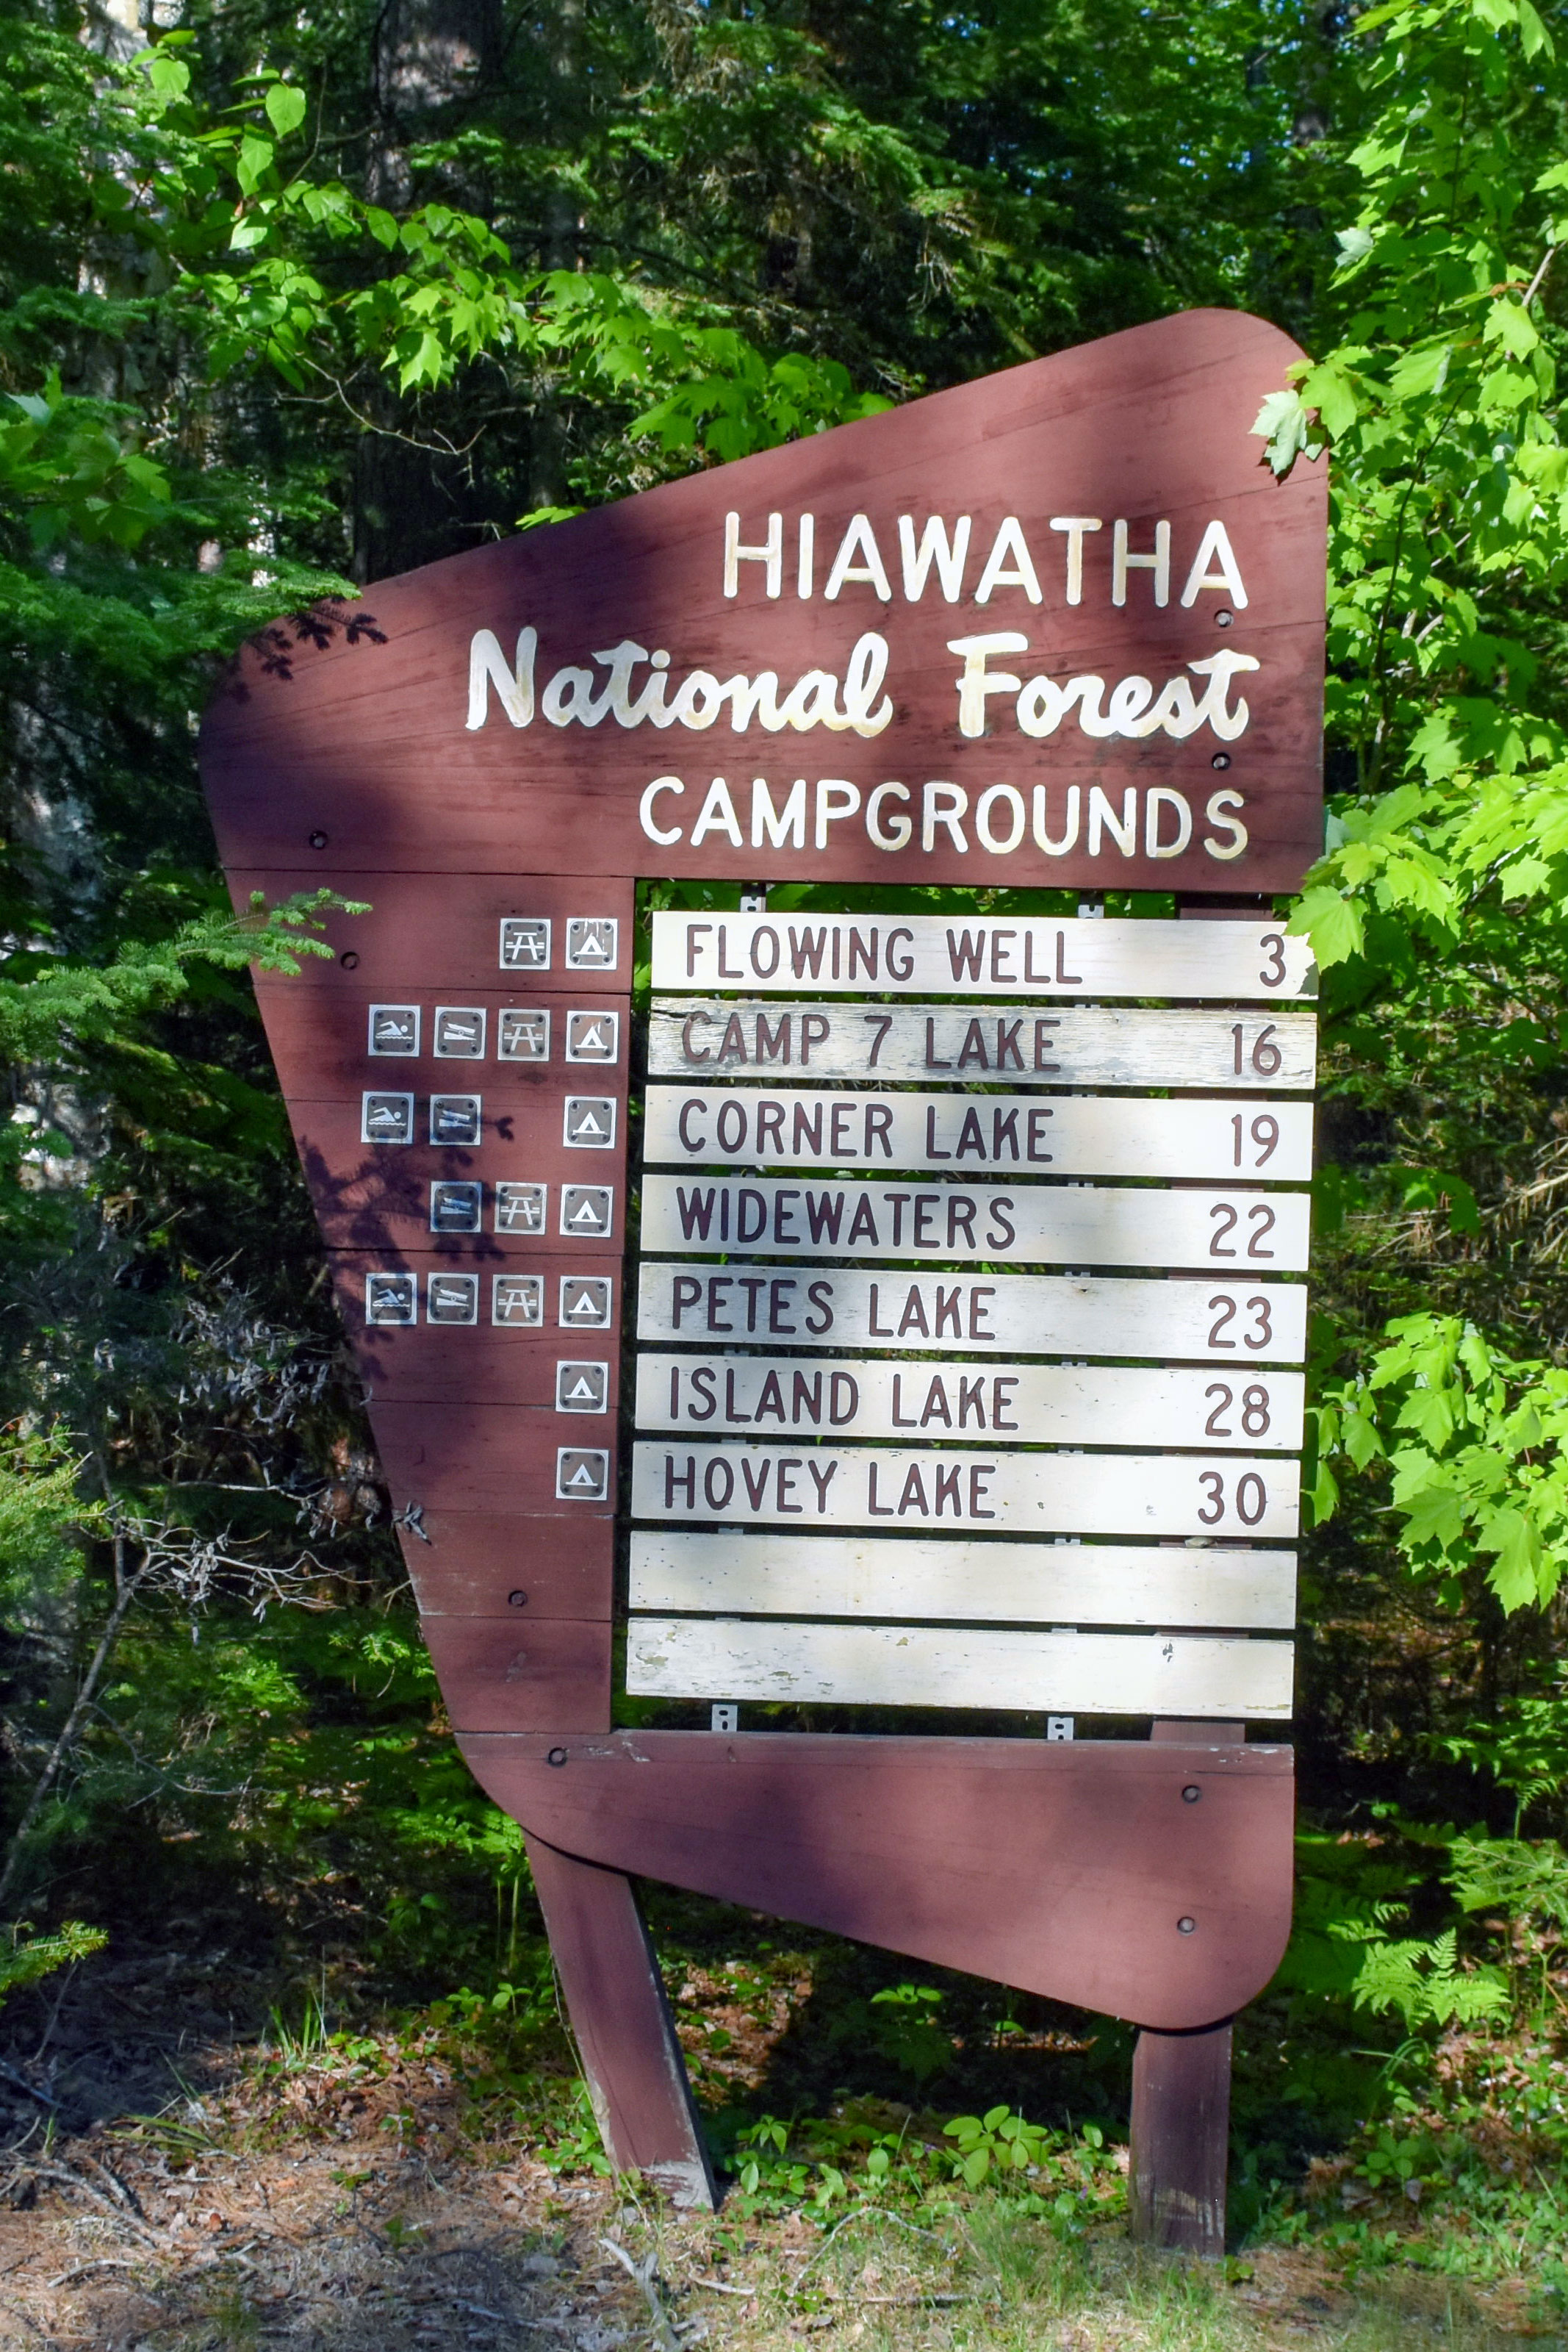 HIAWATHA
National Forest
CAMPGROUNDS
FLOWING WELL 3
CAMP 7 LAKE 16
CORNER LAKE 19
WIDEWATERS 22
PETES LAKE 23
ISLAND LAKE 28
HOVEY LAKE 30